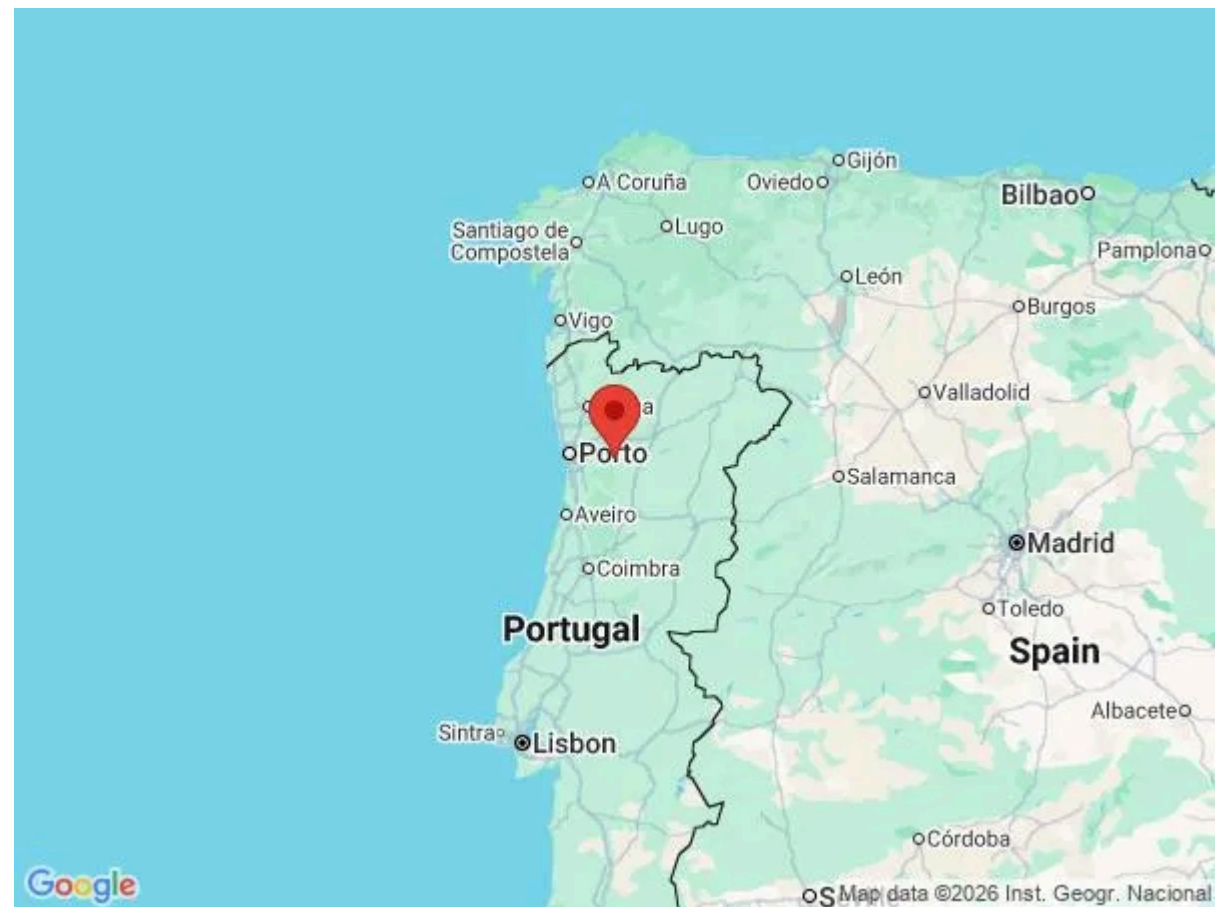 Gijón
A Coruña
Oviedo
Bilbao
Lugo
Santiago de
Compostela
Pamplona
León
Burgos
Vigo
Valladolid
a
Porto
Salamanca
Aveiro
Madrid
Coimbra
Toledo
Portugal
Spain
Albacete
Sintra
Lisbon
Córdoba
Google
Map data ©2026 Inst. Geogr. Nacional